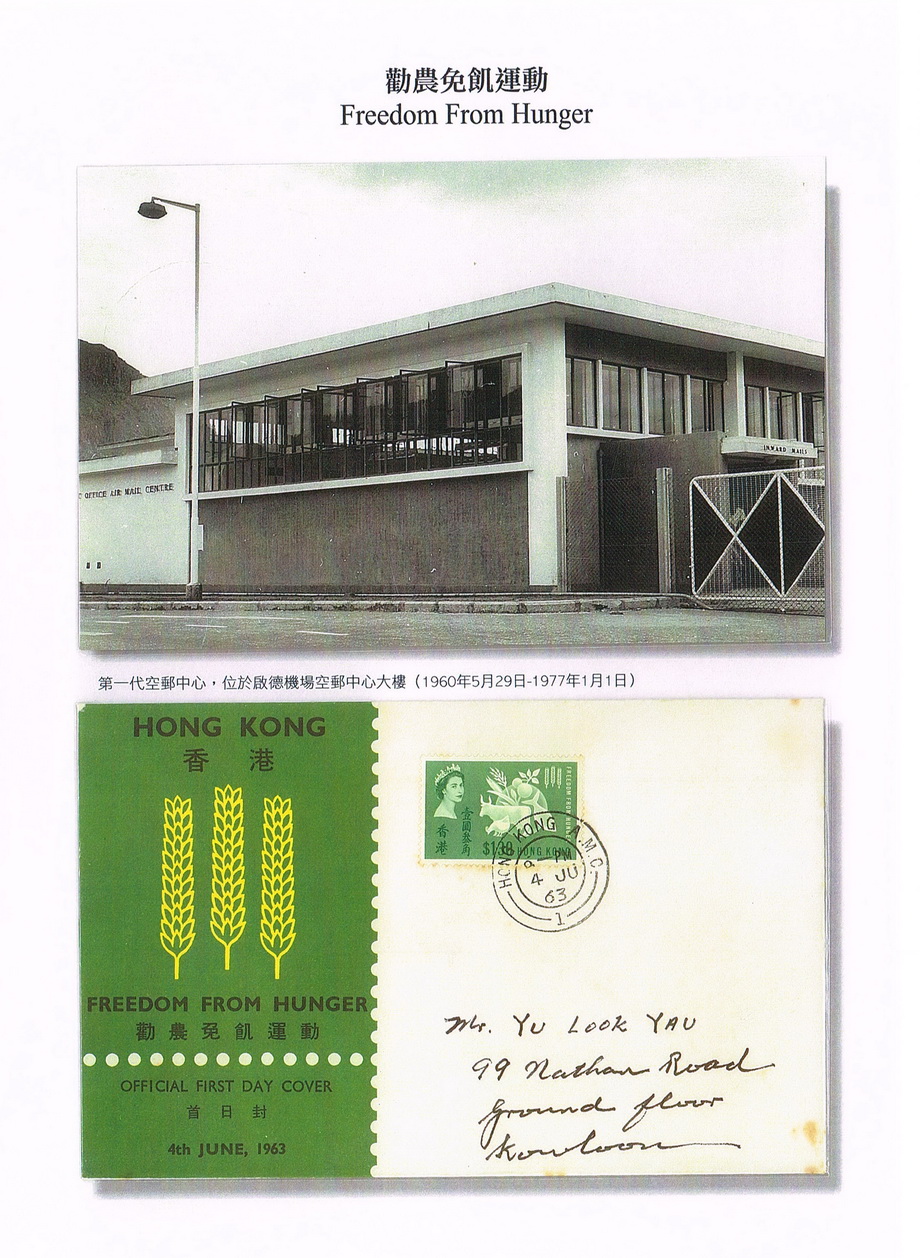 勸農免飢運動
Freedom From Hunger
OFFICE AIR MAIL CENTRE
INWARD MAILS
第一代空郵中心，位於啟德機場空郵中心大樓（1960年5月29日-1977年1月1日）
HONG KONG
香 港
FREEDOM FROM HUNGER
勸農免飢運動
OFFICIAL FIRST DAY COVER
首日封
4th JUNE, 1963
FREEDOM FROM HUNGER
香港
壹圓叁角
$1.30 HONG KONG
HONG KONG A.M.C.
PM
4 JU
63
1
Mr. Yu Look Yau
99 Nathan Road
Ground floor
Kowloon